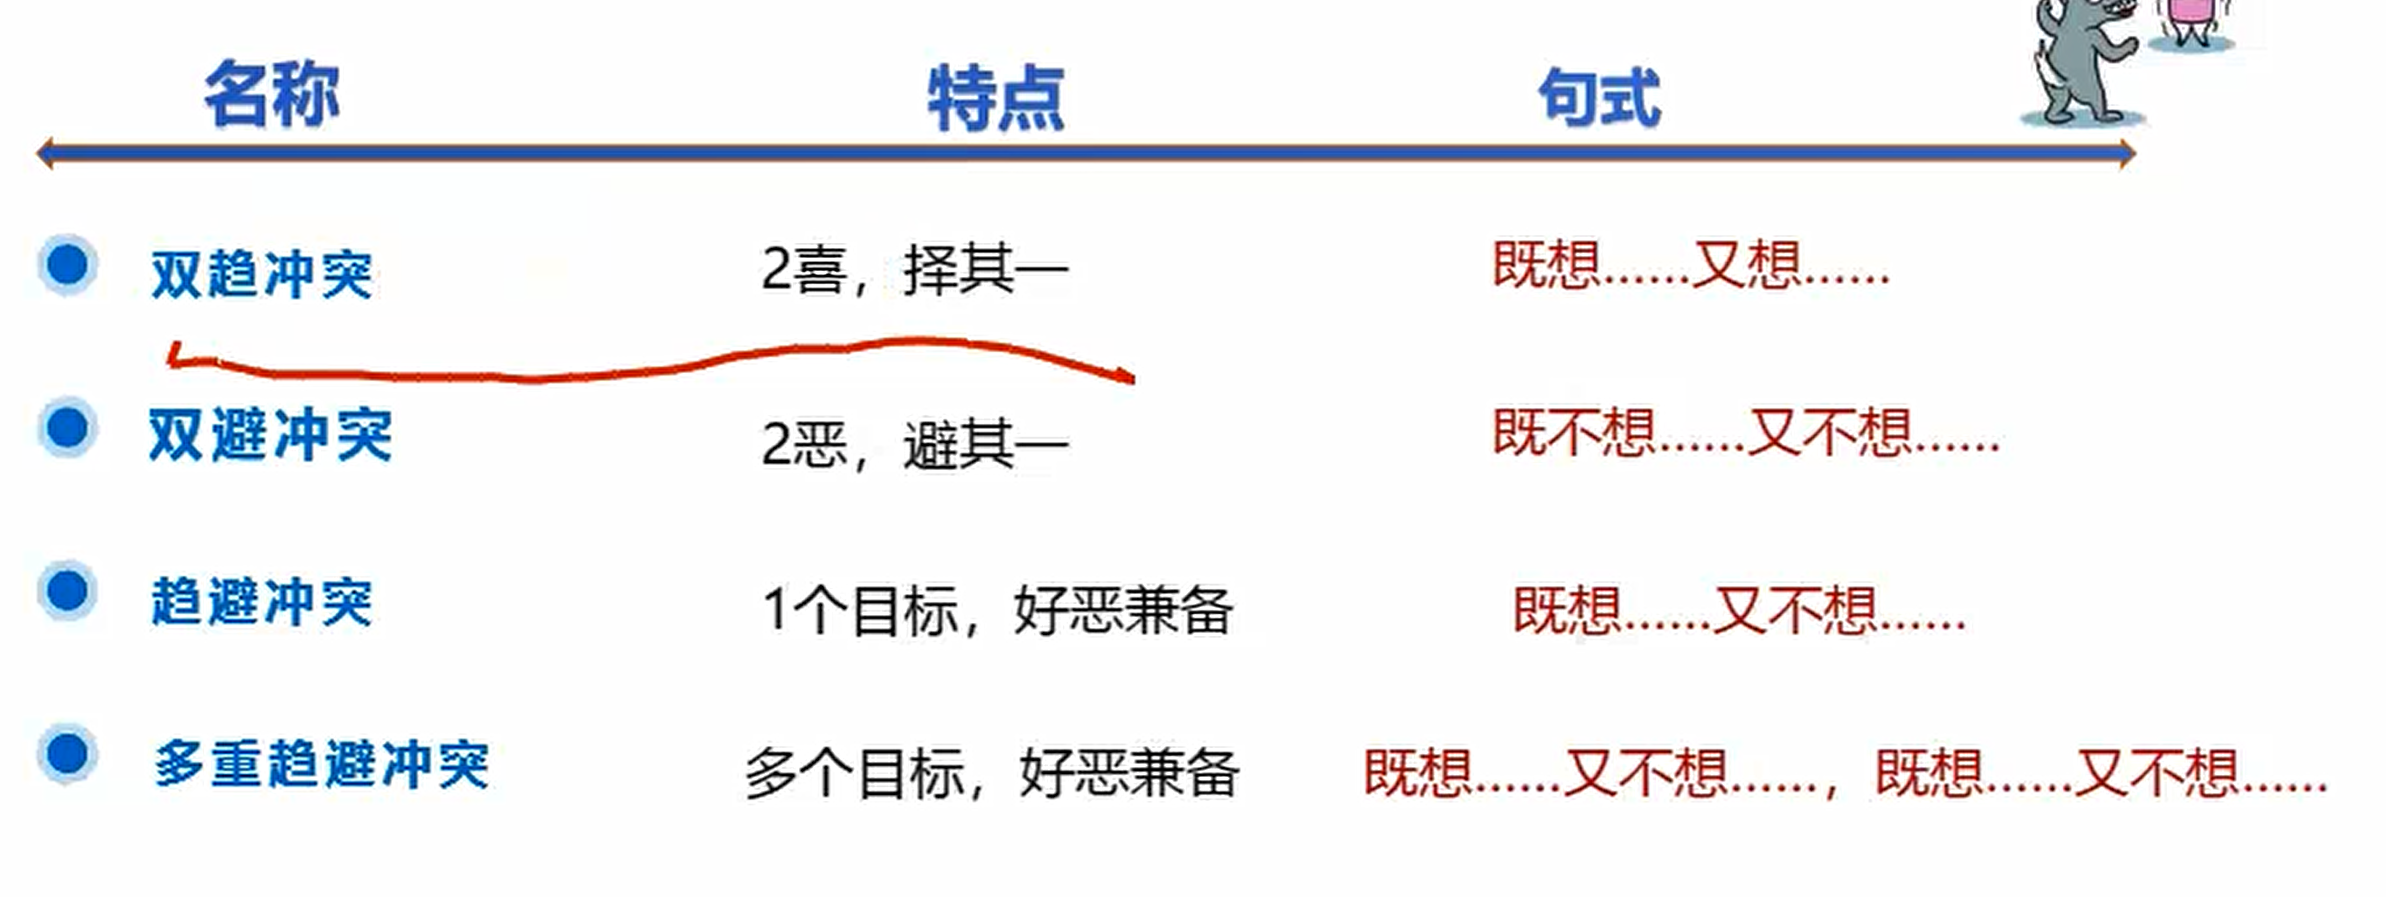 名称 特点 句式
双趋冲突 2喜，择其一 既想……又想……
双避冲突 2恶，避其一 既不想……又不想……
趋避冲突 1个目标，好恶兼备 既想……又不想……
多重趋避冲突 多个目标，好恶兼备 既想……又不想……，既想……又不想……